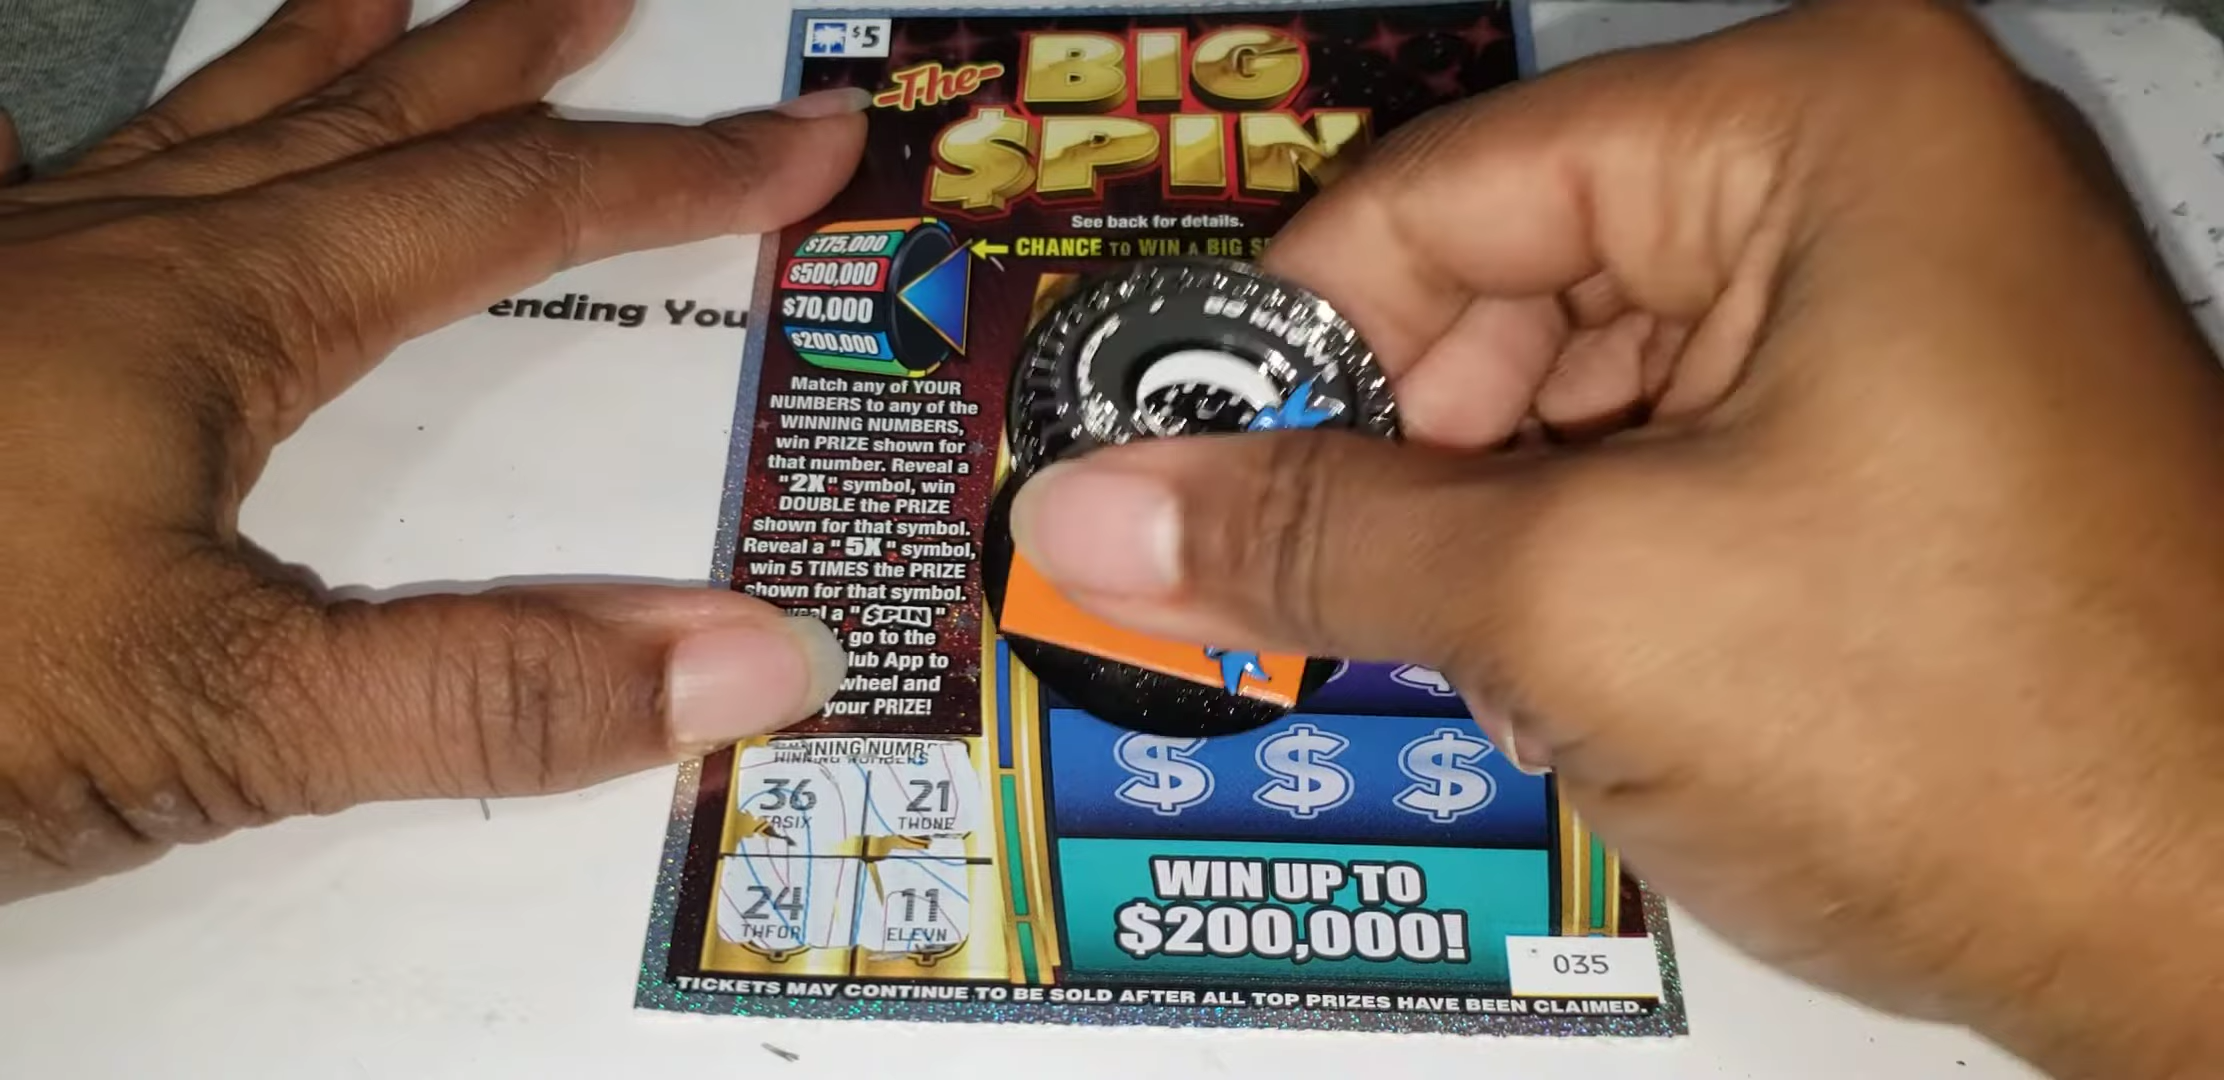 $5
The
BIG
$PIN
See back for details.
CHANCE TO WIN A BIG
$175,000
$500,000
$70,000
$200,000
ending You
Match any of YOUR
NUMBERS to any of the
WINNING NUMBERS,
win PRIZE shown for
that number. Reveal a
"2X" symbol, win
DOUBLE the PRIZE
shown for that symbol.
Reveal a "5X" symbol,
win 5 TIMES the PRIZE
shown for that symbol.
a "$PIN"
go to the
App to
wheel and
your PRIZE!
WINNING NUMBERS
36
21
TWONE
24
11
ELEVN
$ $ $
WIN UP TO
$200,000!
035
TICKETS MAY CONTINUE TO BE SOLD AFTER ALL TOP PRIZES HAVE BEEN CLAIMED.